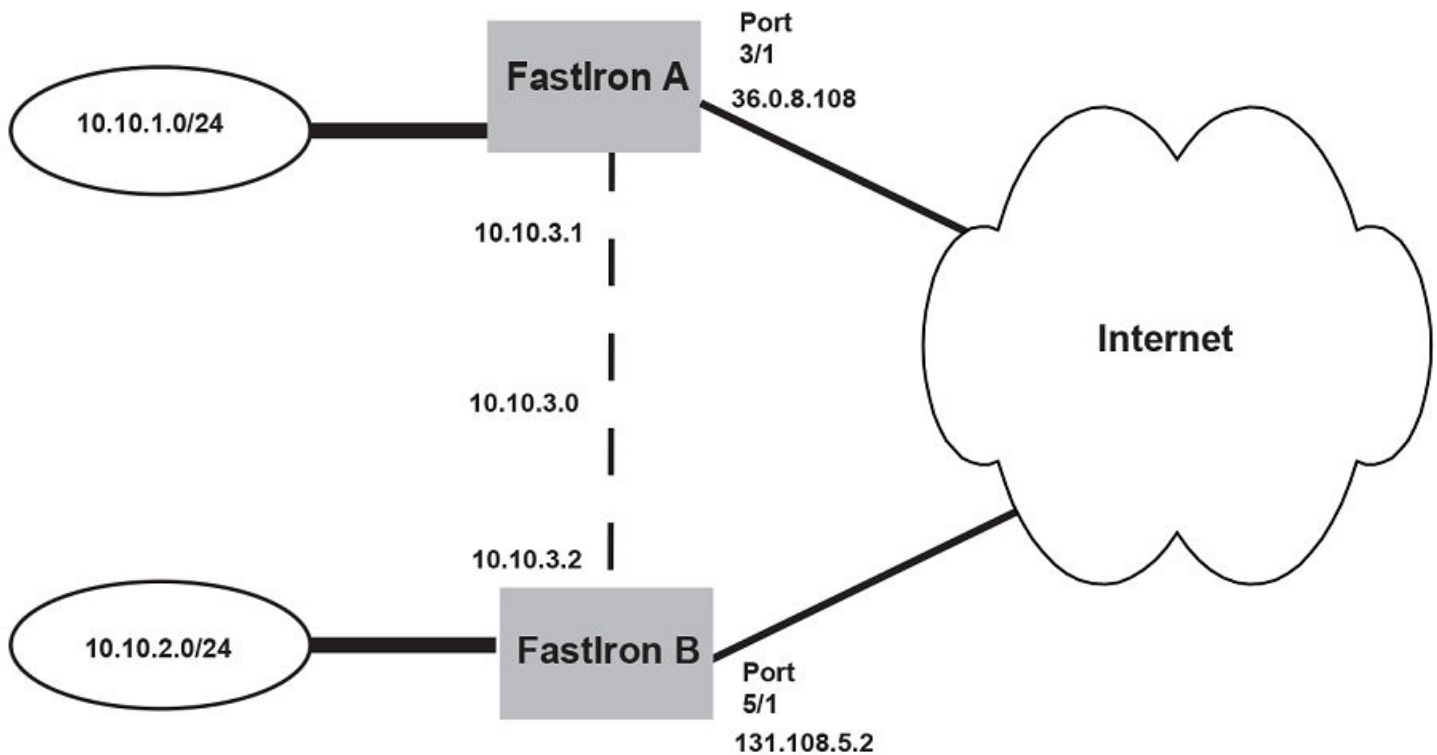 Port
3/1
FastIron A
36.0.8.108
10.10.1.0/24
10.10.3.1
Internet
10.10.3.0
10.10.3.2
10.10.2.0/24
FastIron B
Port
5/1
131.108.5.2